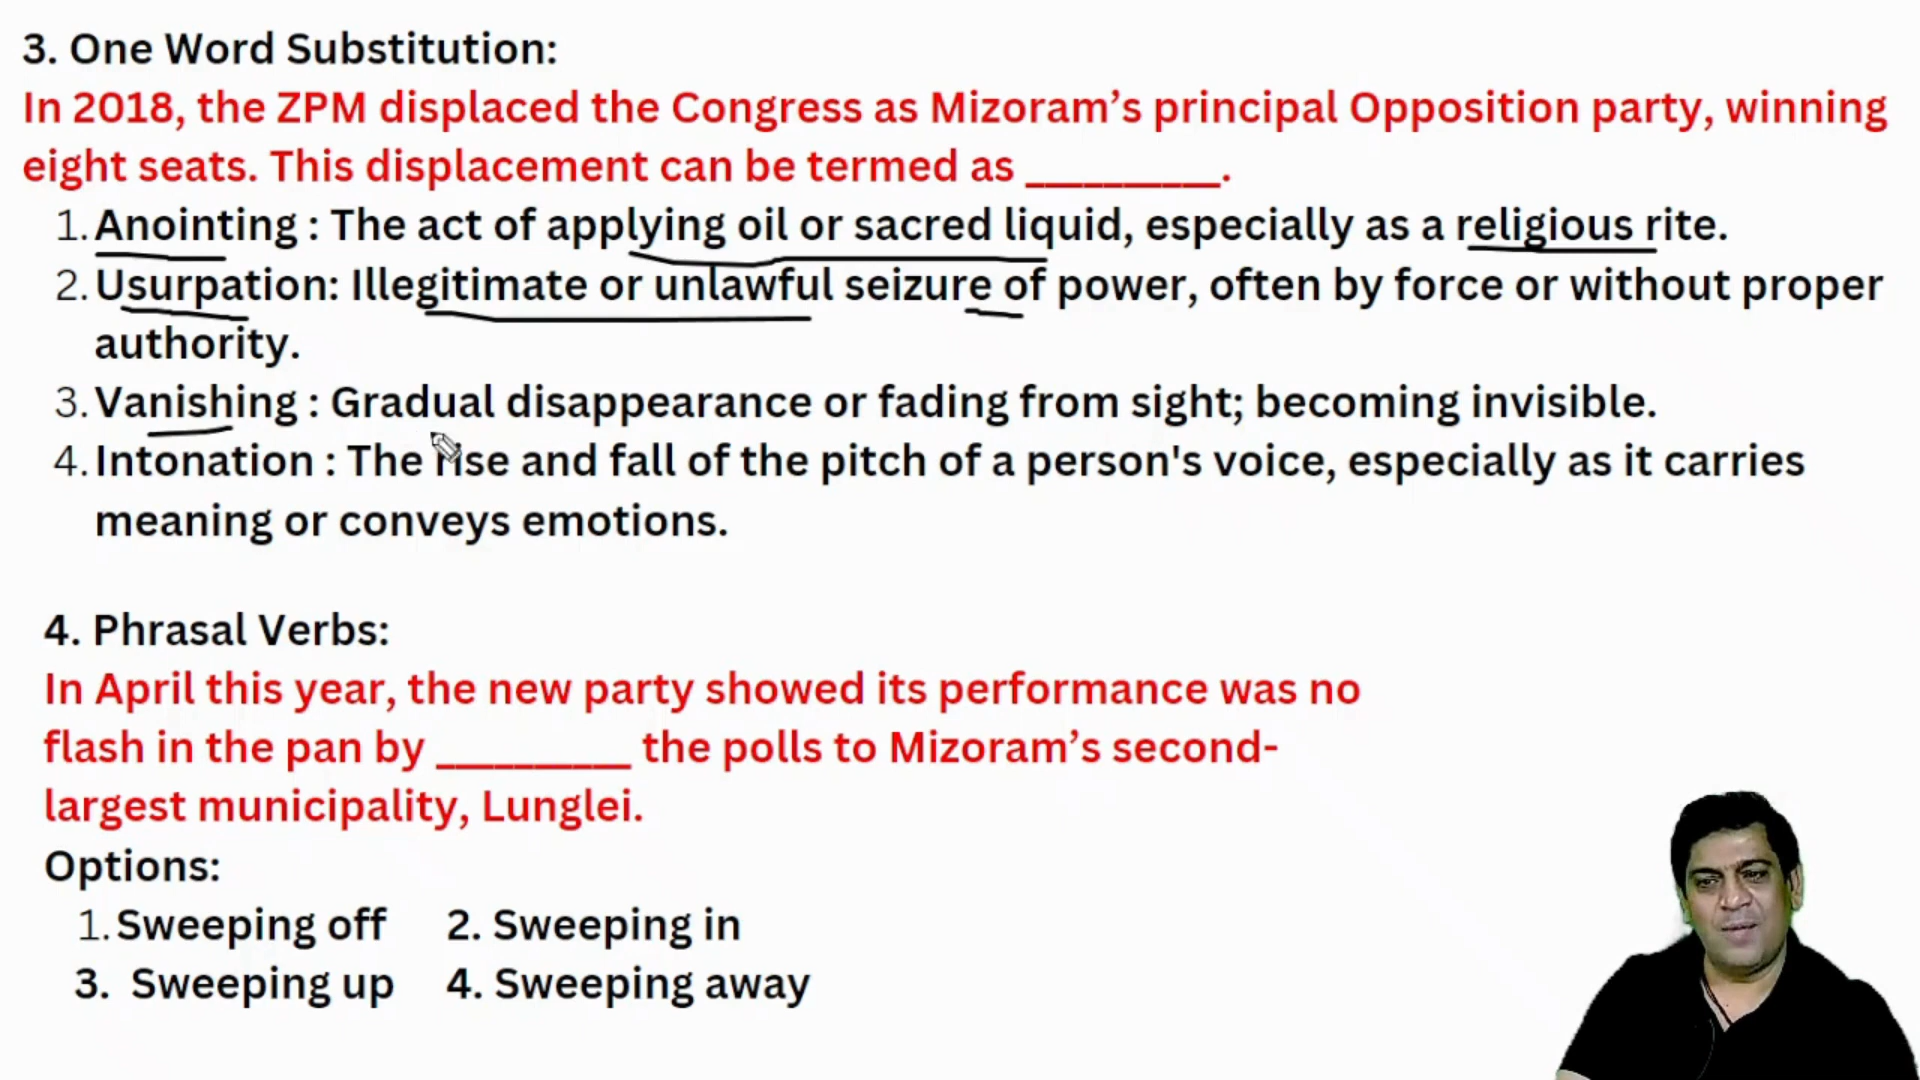 3. One Word Substitution:
In 2018, the ZPM displaced the Congress as Mizoram’s principal Opposition party, winning
eight seats. This displacement can be termed as _________.
1. Anointing : The act of applying oil or sacred liquid, especially as a religious rite.
2. Usurpation: Illegitimate or unlawful seizure of power, often by force or without proper
authority.
3. Vanishing : Gradual disappearance or fading from sight; becoming invisible.
4. Intonation : The rise and fall of the pitch of a person's voice, especially as it carries
meaning or conveys emotions.
4. Phrasal Verbs:
In April this year, the new party showed its performance was no
flash in the pan by _________ the polls to Mizoram’s second-
largest municipality, Lunglei.
Options:
1. Sweeping off 2. Sweeping in
3. Sweeping up 4. Sweeping away